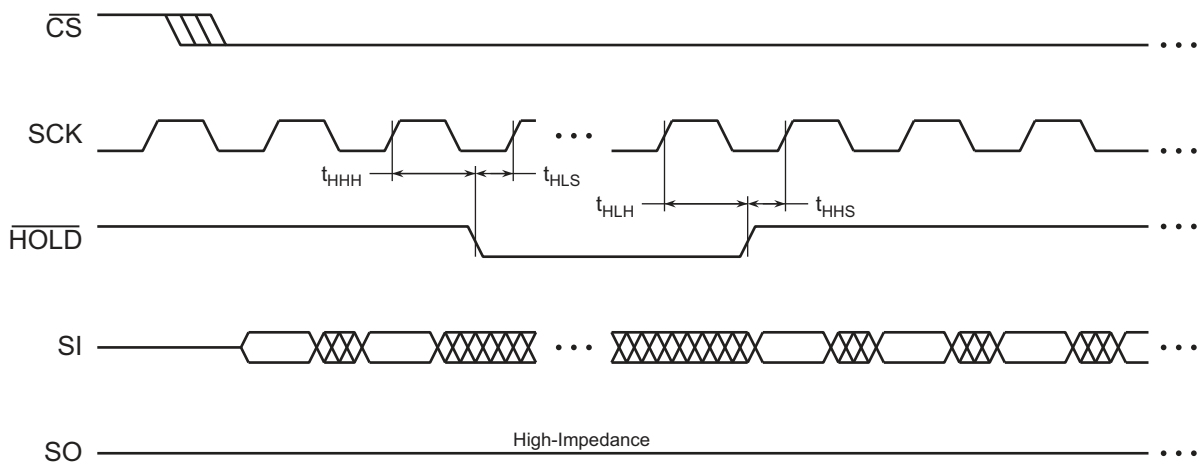 CS
SCK
tHHH
tHLS
tHLH
tHHS
HOLD
SI
SO
High-Impedance